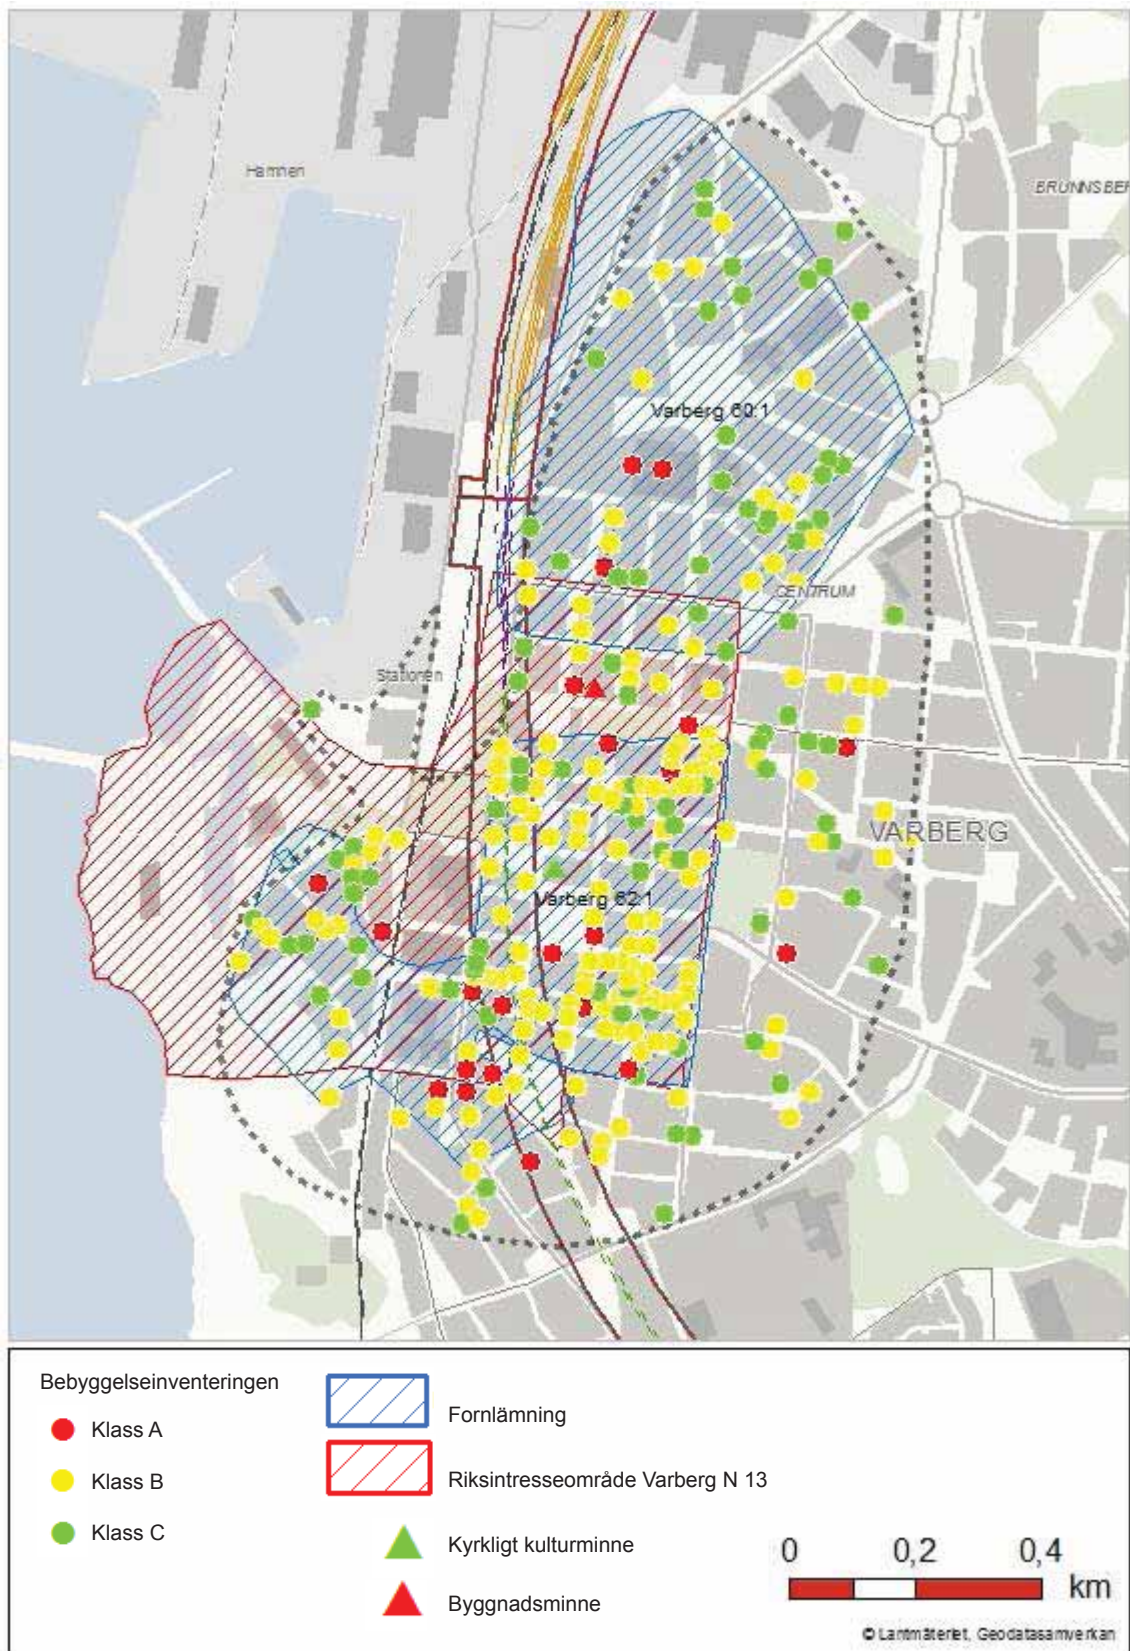 Hamnen
BRUNNSBER
Varberg 60:1
CENTRUM
Stationen
VARBERG
Varberg 62:1
Bebyggelseinventeringen
Klass A
Klass B
Klass C
Fornlämning
Riksintresseområde Varberg N 13
Kyrkligt kulturminne
Byggnadsminne
0 0,2 0,4
km
© Lantmäteriet, Geodatasamverkan